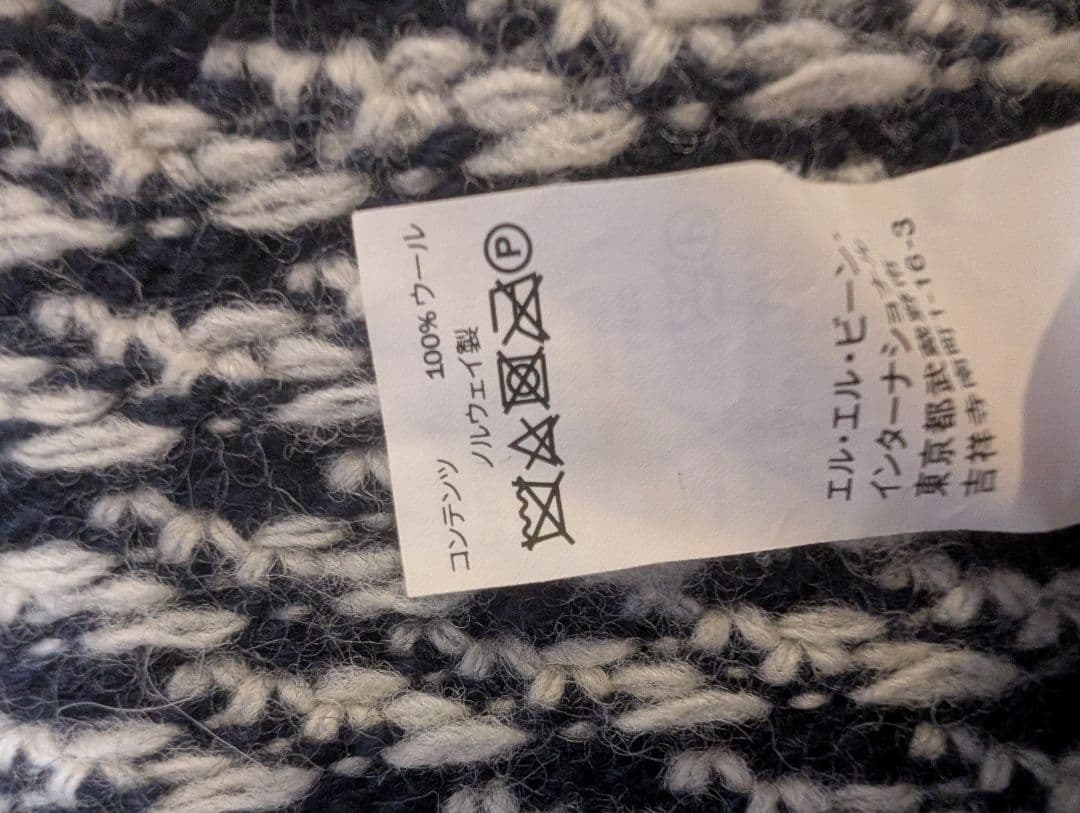 コンテンツ
100% ウール
ノルウェイ製
P
エル・エル・ビーン・
インターナショナル
東京都武蔵野市
吉祥寺南町1-16-3